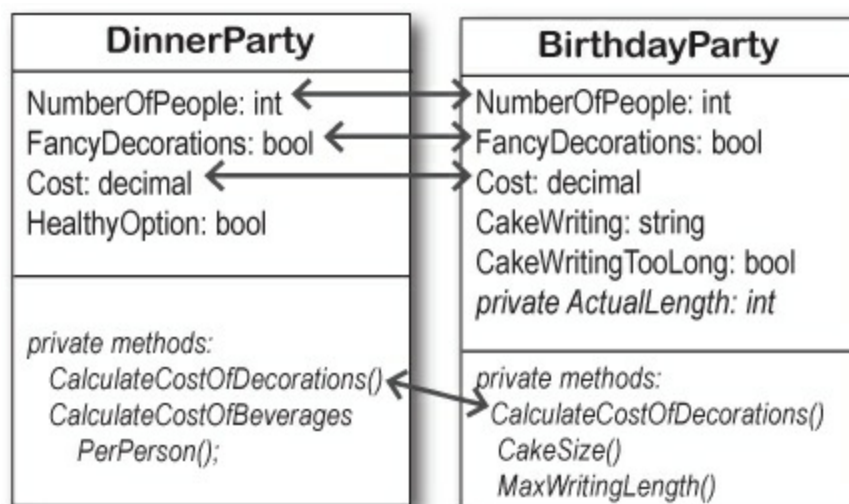 DinnerParty
NumberOfPeople: int
FancyDecorations: bool
Cost: decimal
HealthyOption: bool
private methods:
CalculateCostOfDecorations()
CalculateCostOfBeverages
PerPerson();
BirthdayParty
NumberOfPeople: int
FancyDecorations: bool
Cost: decimal
CakeWriting: string
CakeWritingTooLong: bool
private ActualLength: int
private methods:
CalculateCostOfDecorations()
CakeSize()
MaxWritingLength()